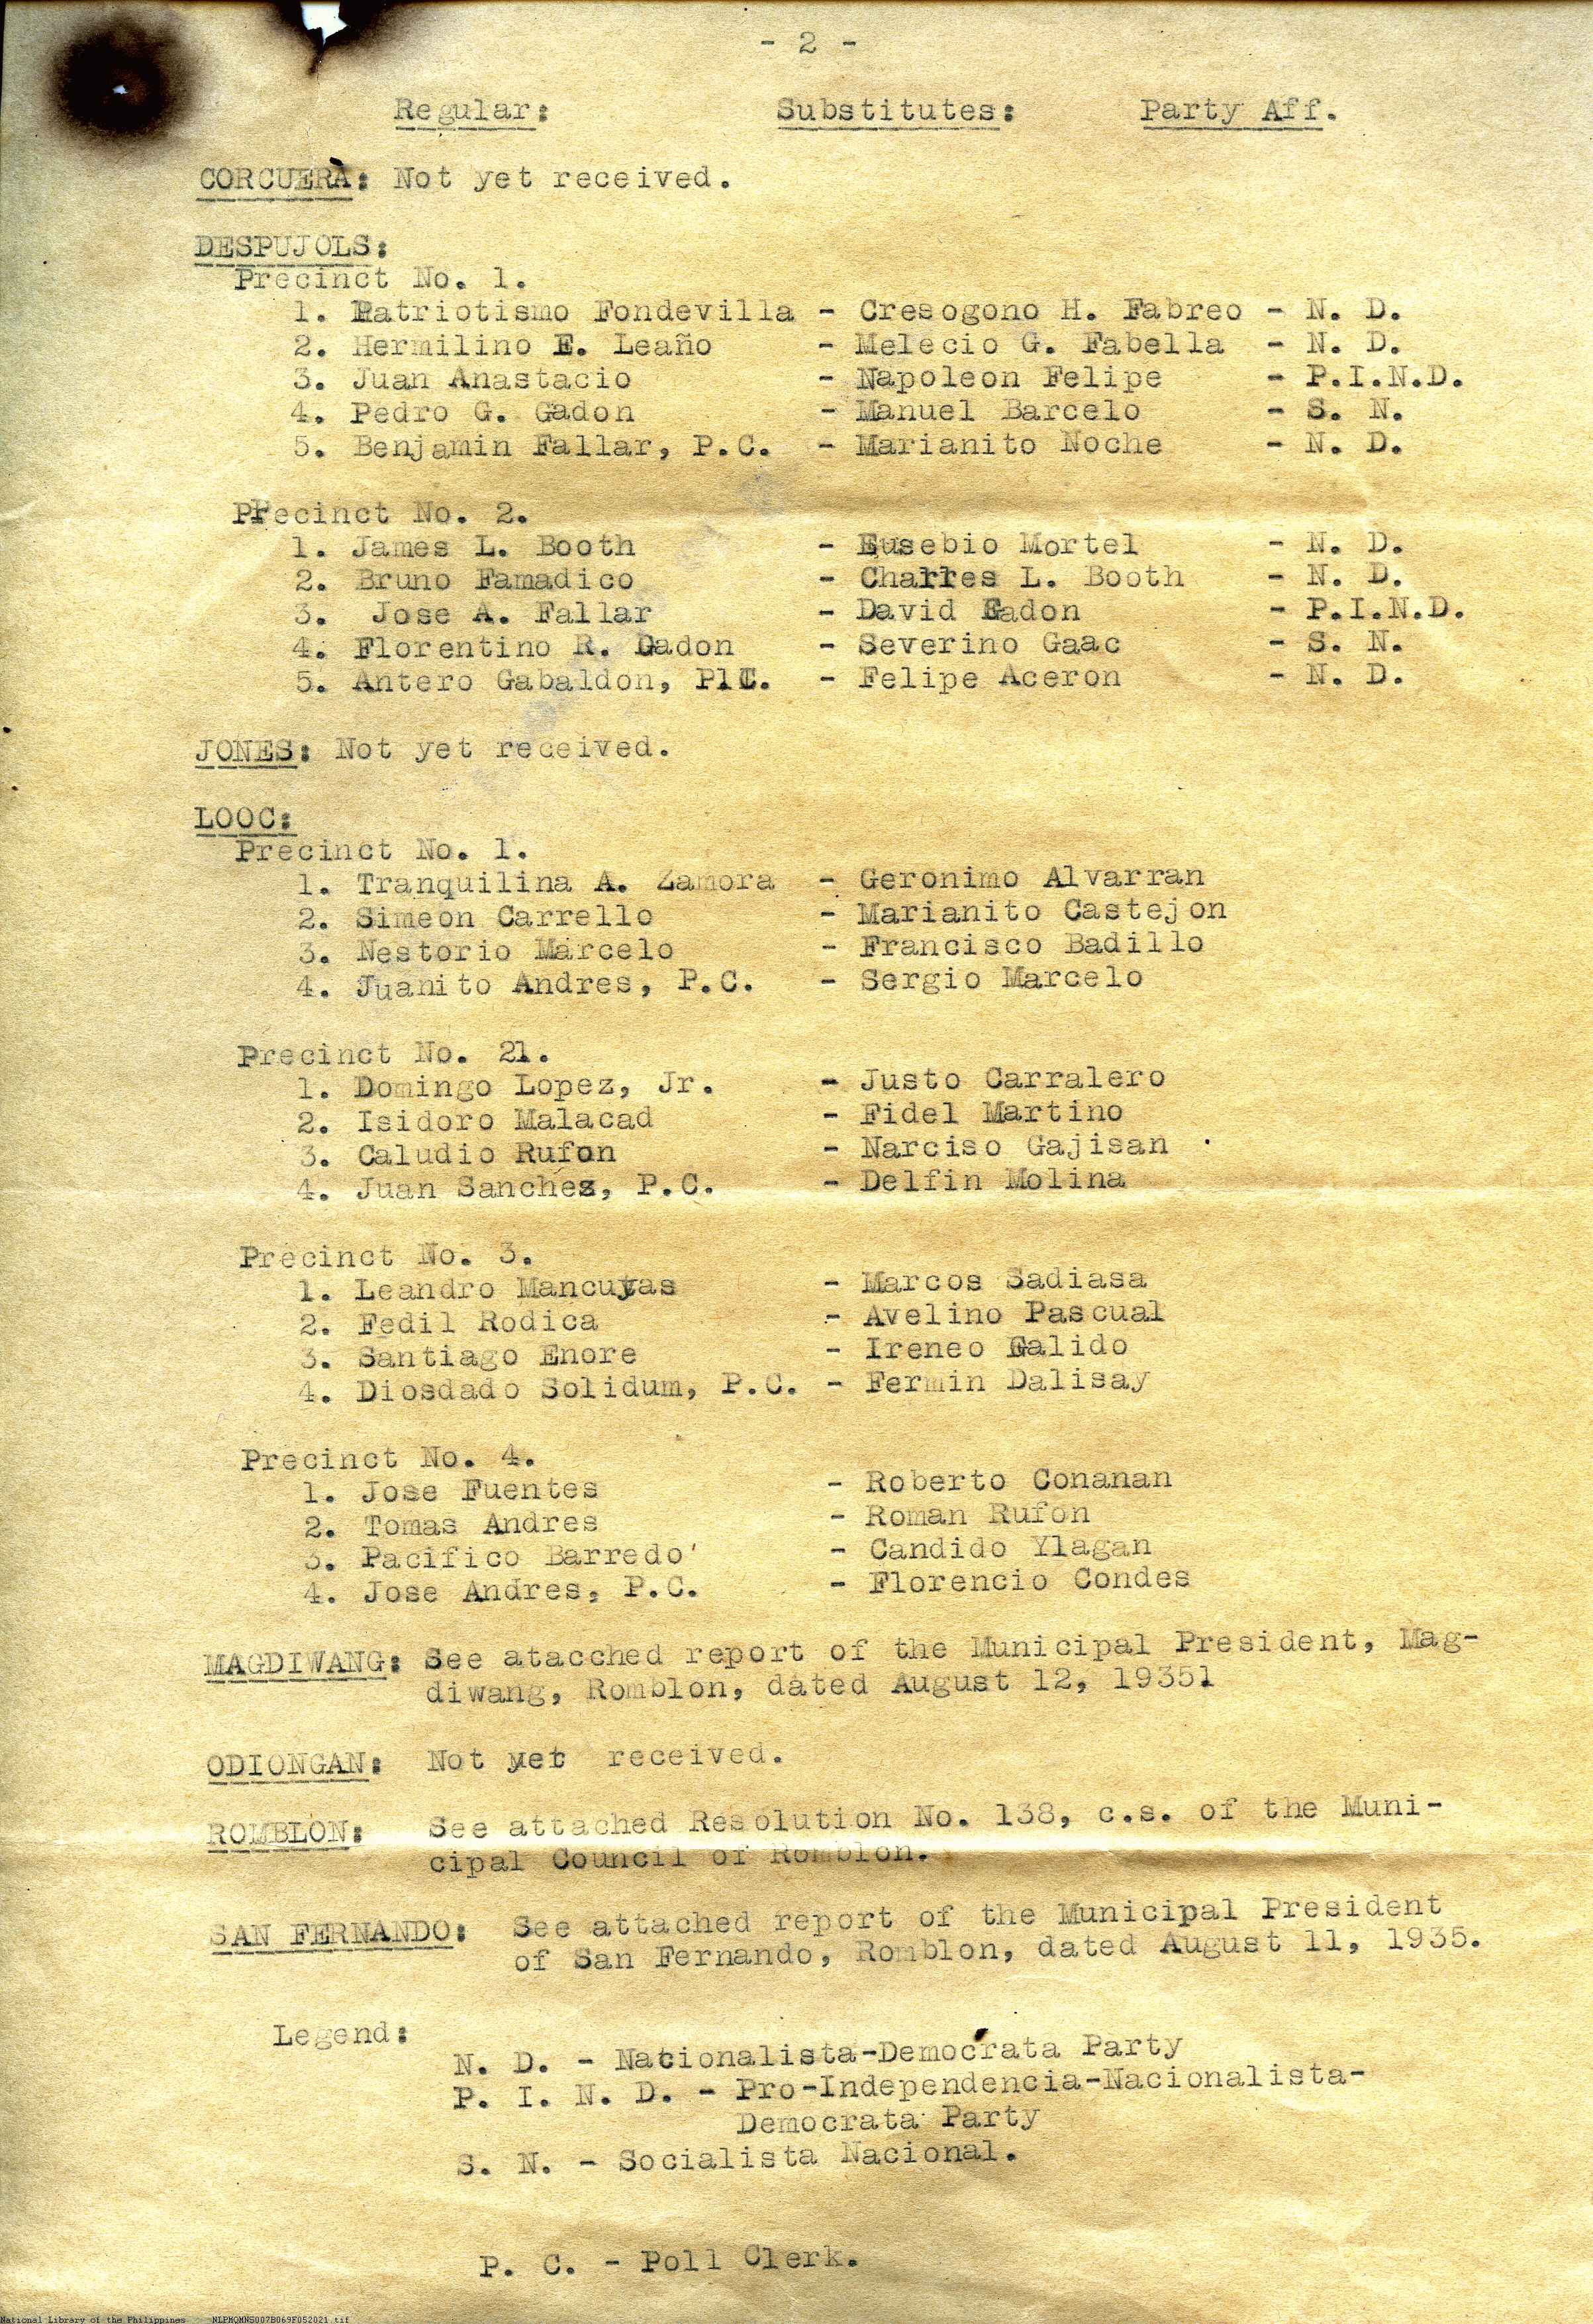 - 2 -
Regular: Substitutes: Party Aff.
CORCUERA: Not yet received.
DESPUJOLS:
Precinct No. 1.
1. Patriotismo Fondevilla - Cresogono H. Fabreo - N. D.
2. Hermilino E. Leaño - Melecio G. Fabella - N. D.
3. Juan Anastacio - Napoleon Felipe - P.I.N.D.
4. Pedro G. Gadon - Manuel Barcelo - S. N.
5. Benjamin Fallar, P.C. - Marianito Noche - N. D.
Precinct No. 2.
1. James L. Booth - Eusebio Mortel - N. D.
2. Bruno Famadico - Charles L. Booth - N. D.
3. Jose A. Fallar - David Gadon - P.I.N.D.
4. Florentino R. Gadon - Severino Gaac - S. N.
5. Antero Gabaldon, P1C. - Felipe Aceron - N. D.
JONES: Not yet received.
LOOC:
Precinct No. 1.
1. Tranquilina A. Zamora - Geronimo Alvarran
2. Simeon Carrello - Marianito Castejon
3. Nestorio Marcelo - Francisco Badillo
4. Juanito Andres, P.C. - Sergio Marcelo
Precinct No. 21.
1. Domingo Lopez, Jr. - Justo Carralero
2. Isidoro Malacad - Fidel Martino
3. Caludio Rufon - Narciso Gajisan
4. Juan Sanchez, P.C. - Delfin Molina
Precinct No. 3.
1. Leandro Mancuyas - Marcos Sadiasa
2. Fedil Rodica - Avelino Pascual
3. Santiago Enore - Ireneo Galido
4. Diosdado Solidum, P.C. - Fermin Dalisay
Precinct No. 4.
1. Jose Fuentes - Roberto Conanan
2. Tomas Andres - Roman Rufon
3. Pacifico Barredo - Candido Ylagan
4. Jose Andres, P.C. - Florencio Condes
MAGDIWANG: See atacched report of the Municipal President, Mag-
diwang, Romblon, dated August 12, 19351
ODIONGAN: Not yet received.
ROMBLON: See attached Resolution No. 138, c.s. of the Muni-
cipal Council of Romblon.
SAN FERNANDO: See attached report of the Municipal President
of San Fernando, Romblon, dated August 11, 1935.
Legend:
N. D. - Nacionalista-Democrata Party
P. I. N. D. - Pro-Independencia-Nacionalista-
Democrata Party
S. N. - Socialista Nacional.
P. C. - Poll Clerk.
National Library of the Philippines NLPMQMNS007B069F052021.tif